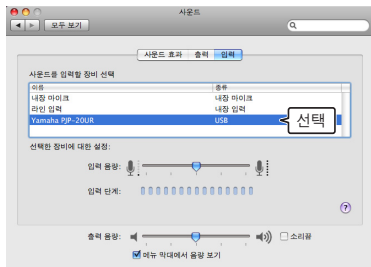 사운드
모두 보기
사운드 효과 출력 입력
사운드를 입력할 장비 선택
이름 종류
내장 마이크 내장 마이크
라인 입력 내장 입력
Yamaha PJP-20UR USB
선택
선택한 장비에 대한 설정:
입력 음량:
입력 단계:
?
출력 음량: 소리끔
메뉴 막대에서 음량 보기